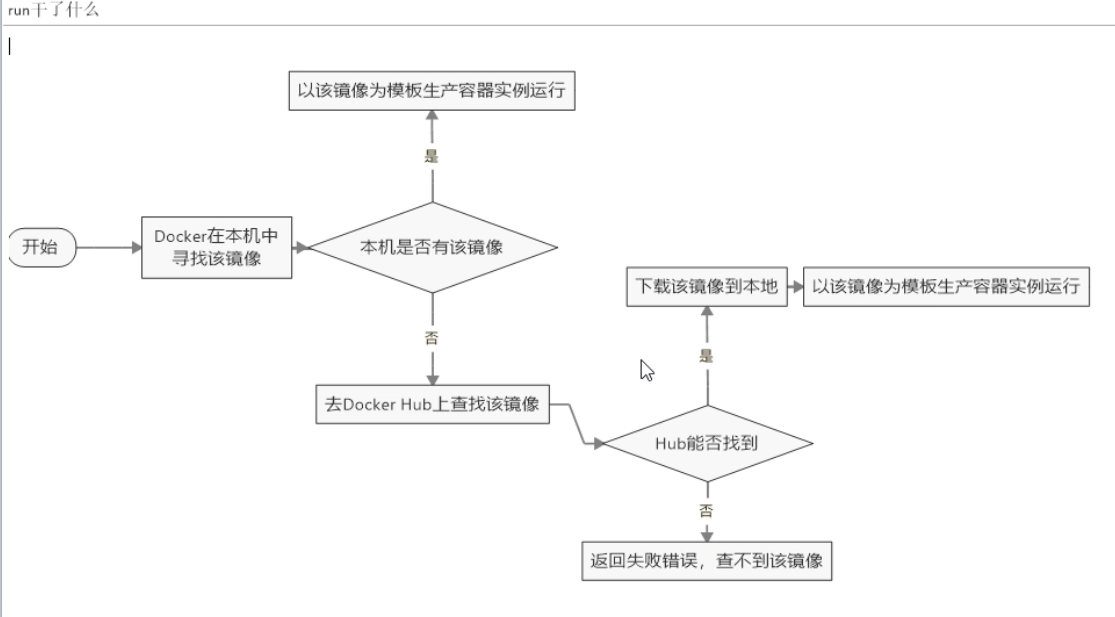 run干了什么
以该镜像为模板生产容器实例运行
是
开始
Docker在本机中
寻找该镜像
本机是否有该镜像
否
去Docker Hub上查找该镜像
下载该镜像到本地
以该镜像为模板生产容器实例运行
是
Hub能否找到
否
返回失败错误，查不到该镜像